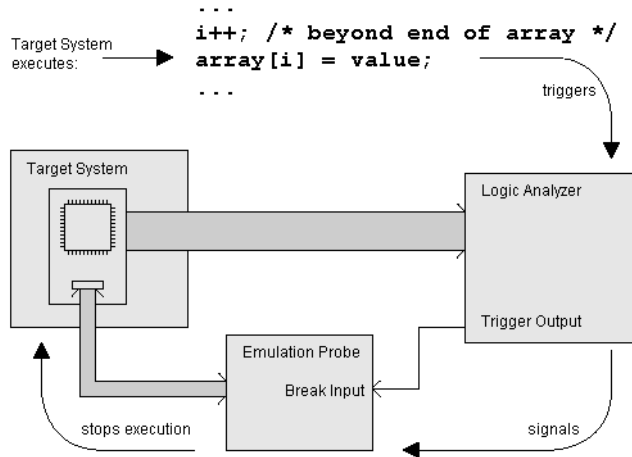 ...
i++; /* beyond end of array */
Target System
executes:
array[i] = value;
...
triggers
Target System
Logic Analyzer
Trigger Output
Emulation Probe
Break Input
stops execution
signals